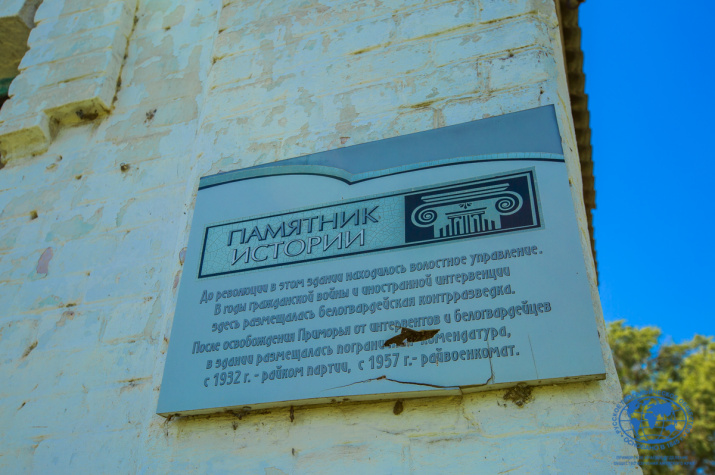 ПАМЯТНИК
ИСТОРИИ
До революции в этом здании находилось волостное управление.
В годы гражданской войны и иностранной интервенции
здесь размещалась белогвардейская контрразведка.
После освобождения Приморья от интервентов и белогвардейцев
в здании размещалась комендатура,
с 1932 г. - райком партии, с 1957 г.- райвоенкомат.